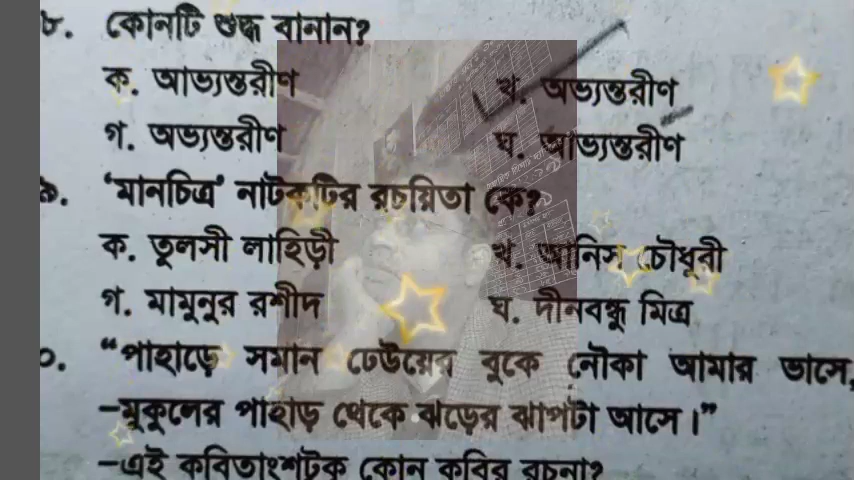 ৮. কোনটি শুদ্ধ বানান?
ক. আভ্যন্তরীণ খ. অভ্যন্তরীণ
গ. অভ্যন্তরীণ ঘ. আভ্যন্তরীণ
৯. ‘মানচিত্র’ নাটকটির রচয়িতা কে?
ক. তুলসী লাহিড়ী খ. আনিস চৌধুরী
গ. মামুনুর রশীদ ঘ. দীনবন্ধু মিত্র
০. “পাহাড়ে সমান ঢেউয়ের বুকে নৌকা আমার ভাসে,
–মুকুলের পাহাড় থেকে ঝড়ের ঝাপটা আসে।”
–এই কবিতাংশটুকু কোন কবির রচনা?